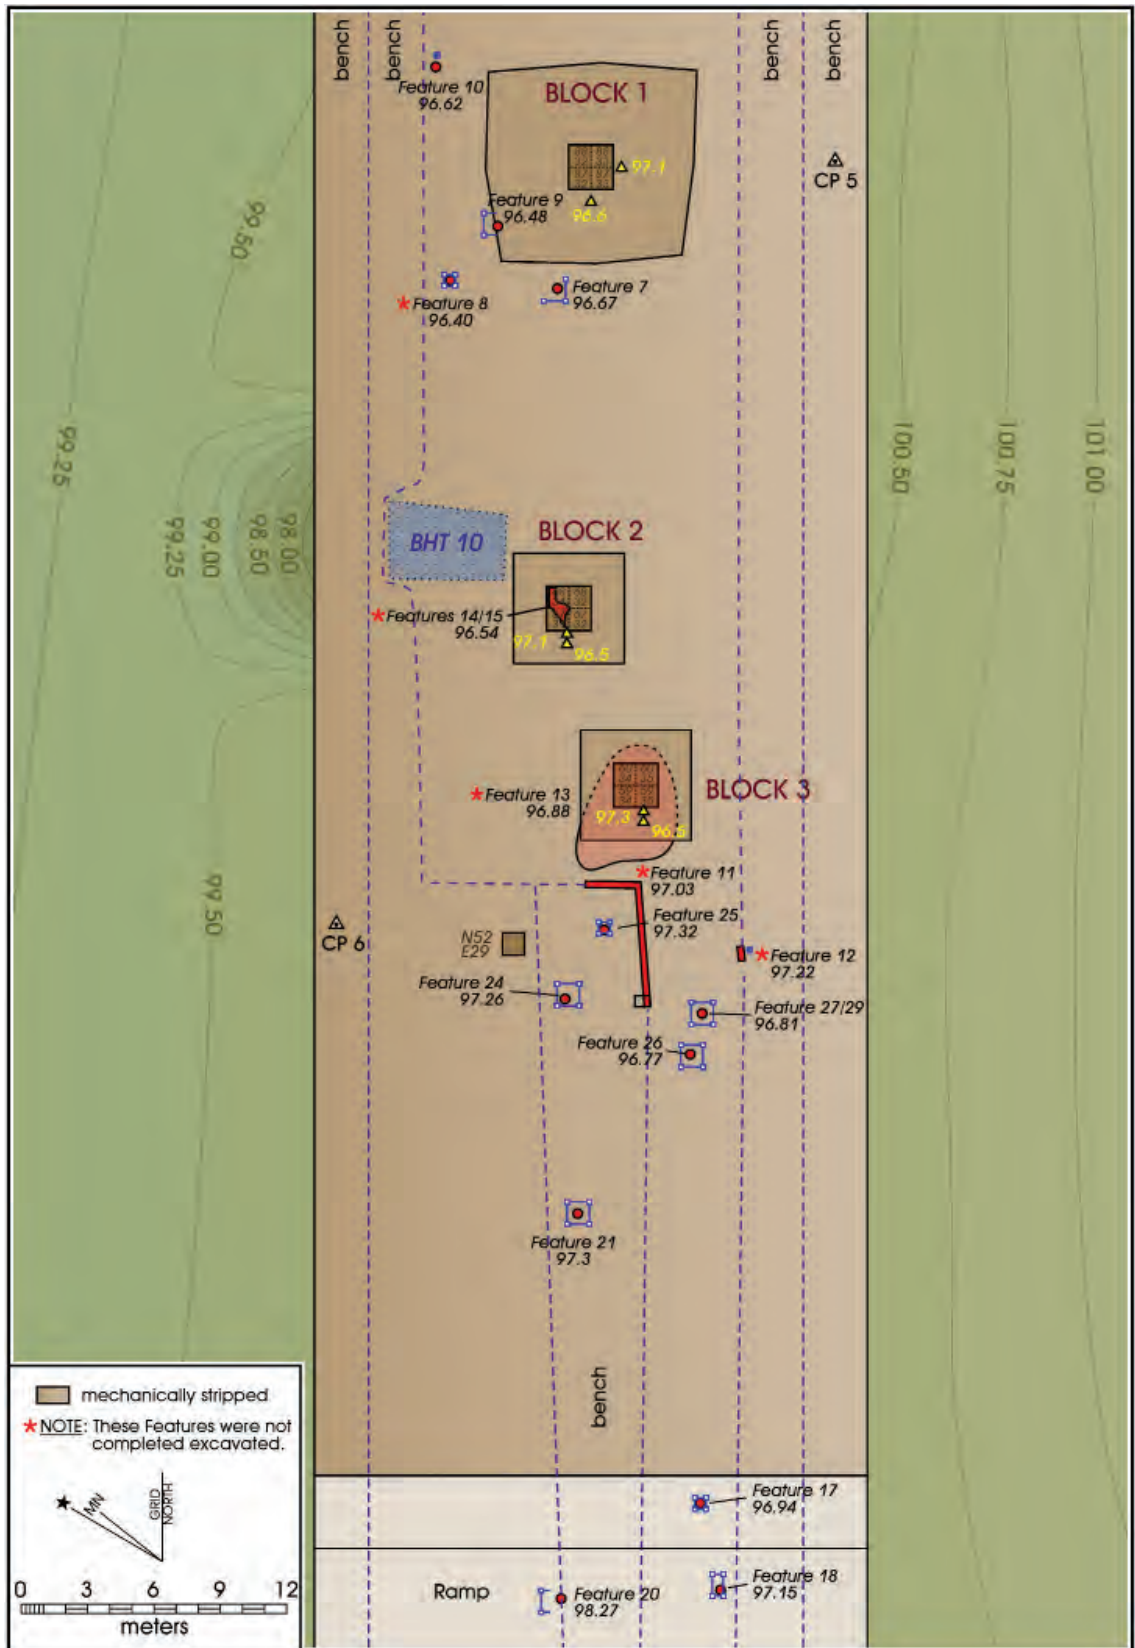 bench
bench
bench
bench
Feature 10
96.62
BLOCK 1
97.1
96.6
CP 5
Feature 9
96.48
99.50
*Feature 8
96.40
Feature 7
96.67
99.25
99.25
99.00
98.50
98.00
100.50
100.75
101.00
BHT 10
BLOCK 2
*Features 14/15
96.54
97.1
96.5
BLOCK 3
*Feature 13
96.88
97.3
96.5
*Feature 11
97.03
99.50
CP 6
N52
E29
Feature 25
97.32
*Feature 12
97.22
Feature 24
97.26
Feature 27/29
96.81
Feature 26
96.77
Feature 21
97.3
bench
mechanically stripped
*NOTE: These Features were not
completed excavated.
MN
GRID
NORTH
0 3 6 9 12
meters
Feature 17
96.94
Ramp
Feature 20
98.27
Feature 18
97.15